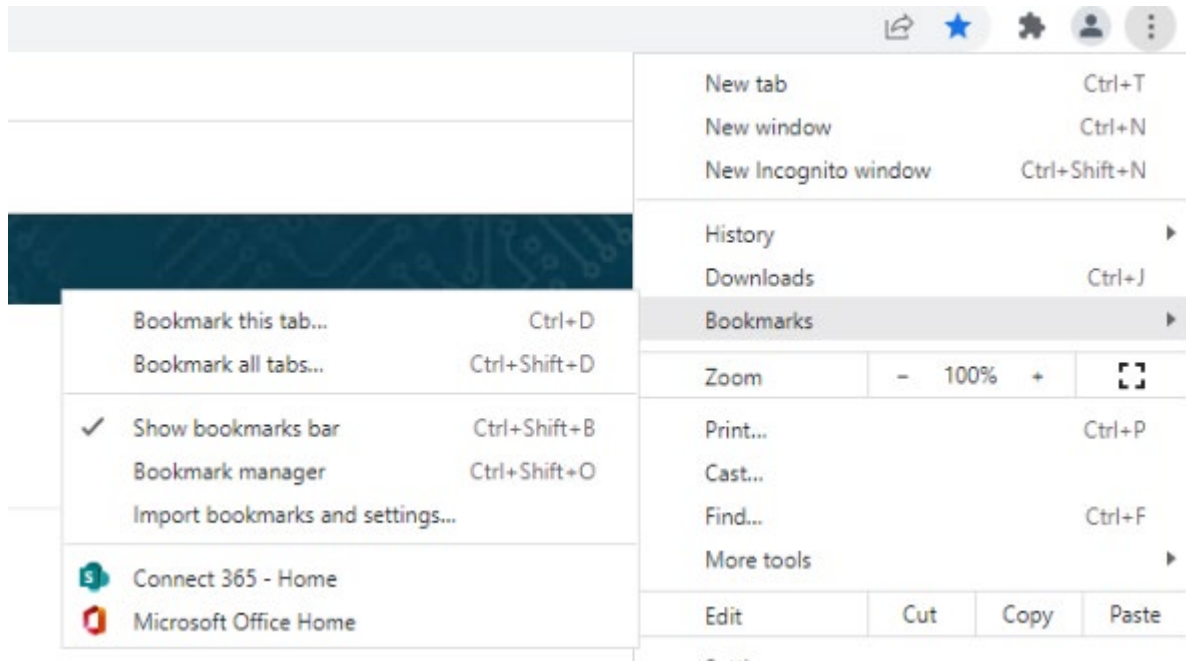 New tab Ctrl+T
New window Ctrl+N
New Incognito window Ctrl+Shift+N
History
Downloads Ctrl+J
Bookmarks
Zoom - 100% +
Print... Ctrl+P
Cast...
Find... Ctrl+F
More tools
Edit Cut Copy Paste
Bookmark this tab... Ctrl+D
Bookmark all tabs... Ctrl+Shift+D
Show bookmarks bar Ctrl+Shift+B
Bookmark manager Ctrl+Shift+O
Import bookmarks and settings...
Connect 365 - Home
Microsoft Office Home